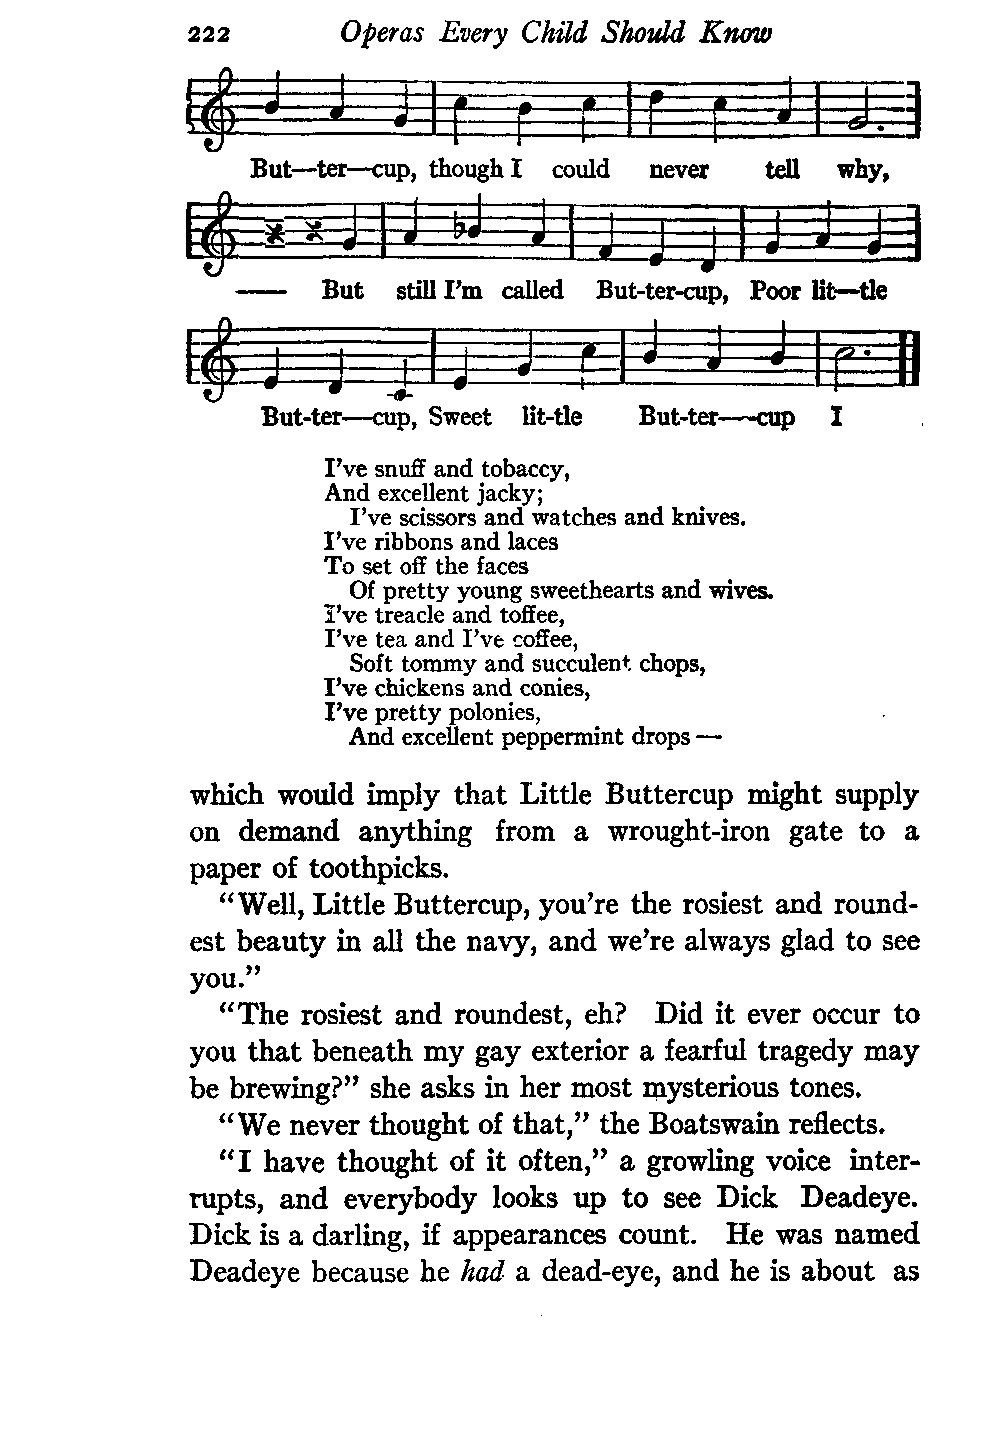 222 Operas Every Child Should Know
But—ter—cup, though I could never tell why,
— But still I'm called But-ter-cup, Poor lit—tle
But-ter—cup, Sweet lit-tle But-ter—cup I
I've snuff and tobaccy,
And excellent jacky;
I've scissors and watches and knives.
I've ribbons and laces
To set off the faces
Of pretty young sweethearts and wives.
I've treacle and toffee,
I've tea and I've coffee,
Soft tommy and succulent chops,
I've chickens and conies,
I've pretty polonies,
And excellent peppermint drops —
which would imply that Little Buttercup might supply
on demand anything from a wrought-iron gate to a
paper of toothpicks.
"Well, Little Buttercup, you're the rosiest and round-
est beauty in all the navy, and we're always glad to see
you."
"The rosiest and roundest, eh? Did it ever occur to
you that beneath my gay exterior a fearful tragedy may
be brewing?" she asks in her most mysterious tones.
"We never thought of that," the Boatswain reflects.
"I have thought of it often," a growling voice inter-
rupts, and everybody looks up to see Dick Deadeye.
Dick is a darling, if appearances count. He was named
Deadeye because he had a dead-eye, and he is about as